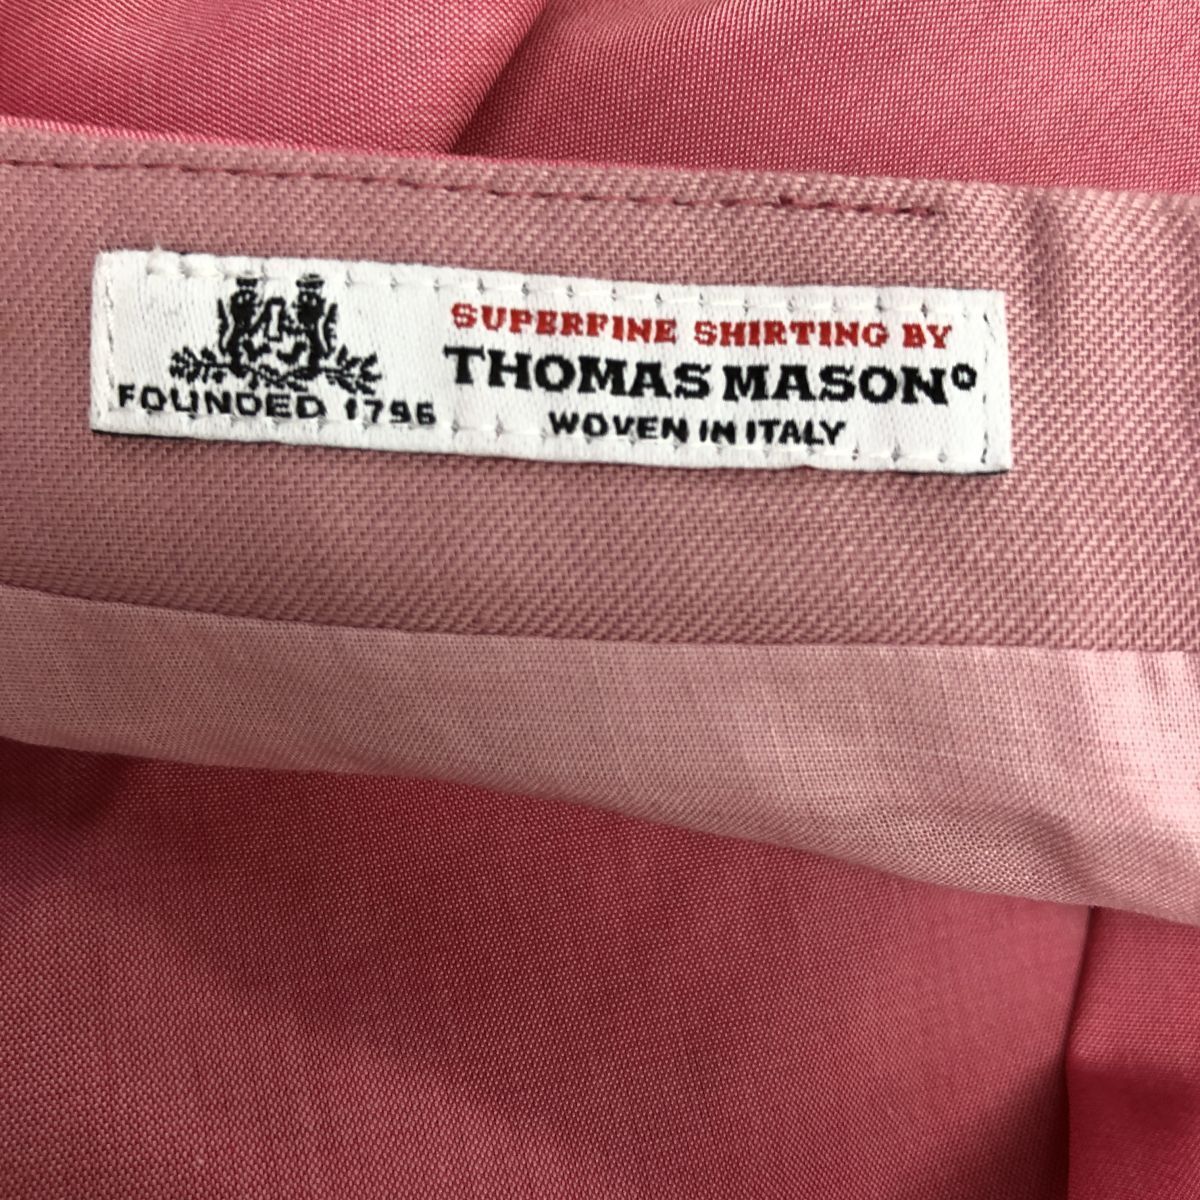 SUPERFINE SHIRTING BY
THOMAS MASON
FOUNDED 1796
WOVEN IN ITALY